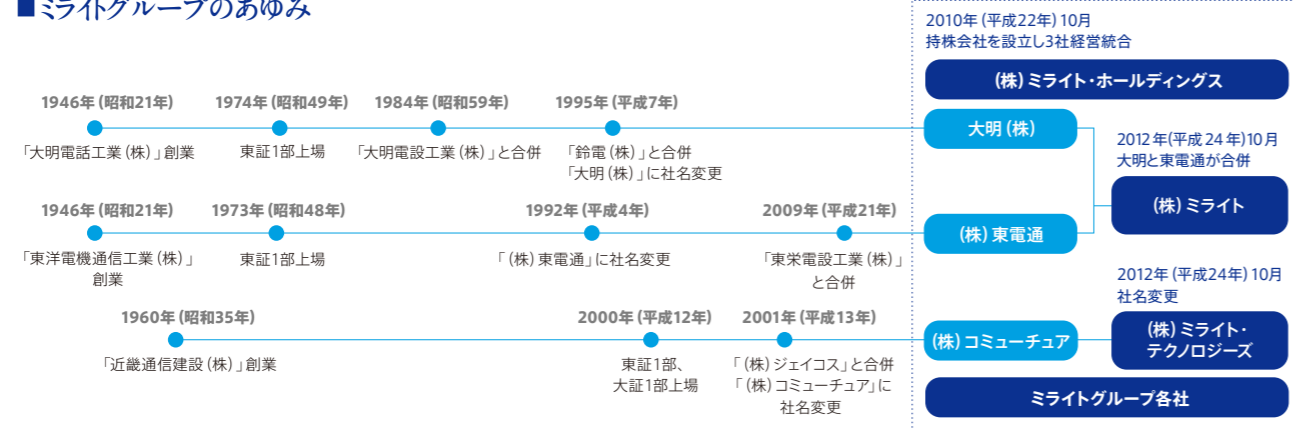 ■ミライトグループのあゆみ
2010年(平成22年)10月
持株会社を設立し3社経営統合
(株)ミライト・ホールディングス
1946年(昭和21年)
1974年(昭和49年)
1984年(昭和59年)
1995年(平成7年)
大明(株)
「大明電話工業(株)」創業
東証1部上場
「大明電設工業(株)」と合併
「鈴電(株)」と合併
「大明(株)」に社名変更
2012年(平成24年)10月
大明と東電通が合併
(株)ミライト
1946年(昭和21年)
1973年(昭和48年)
1992年(平成4年)
2009年(平成21年)
(株)東電通
「東洋電機通信工業(株)」
創業
東証1部上場
「(株)東電通」に社名変更
「東栄電設工業(株)」
と合併
2012年(平成24年)10月
社名変更
1960年(昭和35年)
2000年(平成12年)
2001年(平成13年)
(株)コミューチュア
(株)ミライト・
テクノロジーズ
「近畿通信建設(株)」創業
東証1部、
大証1部上場
「(株)ジェイコス」と合併
「(株)コミューチュア」に
社名変更
ミライトグループ各社